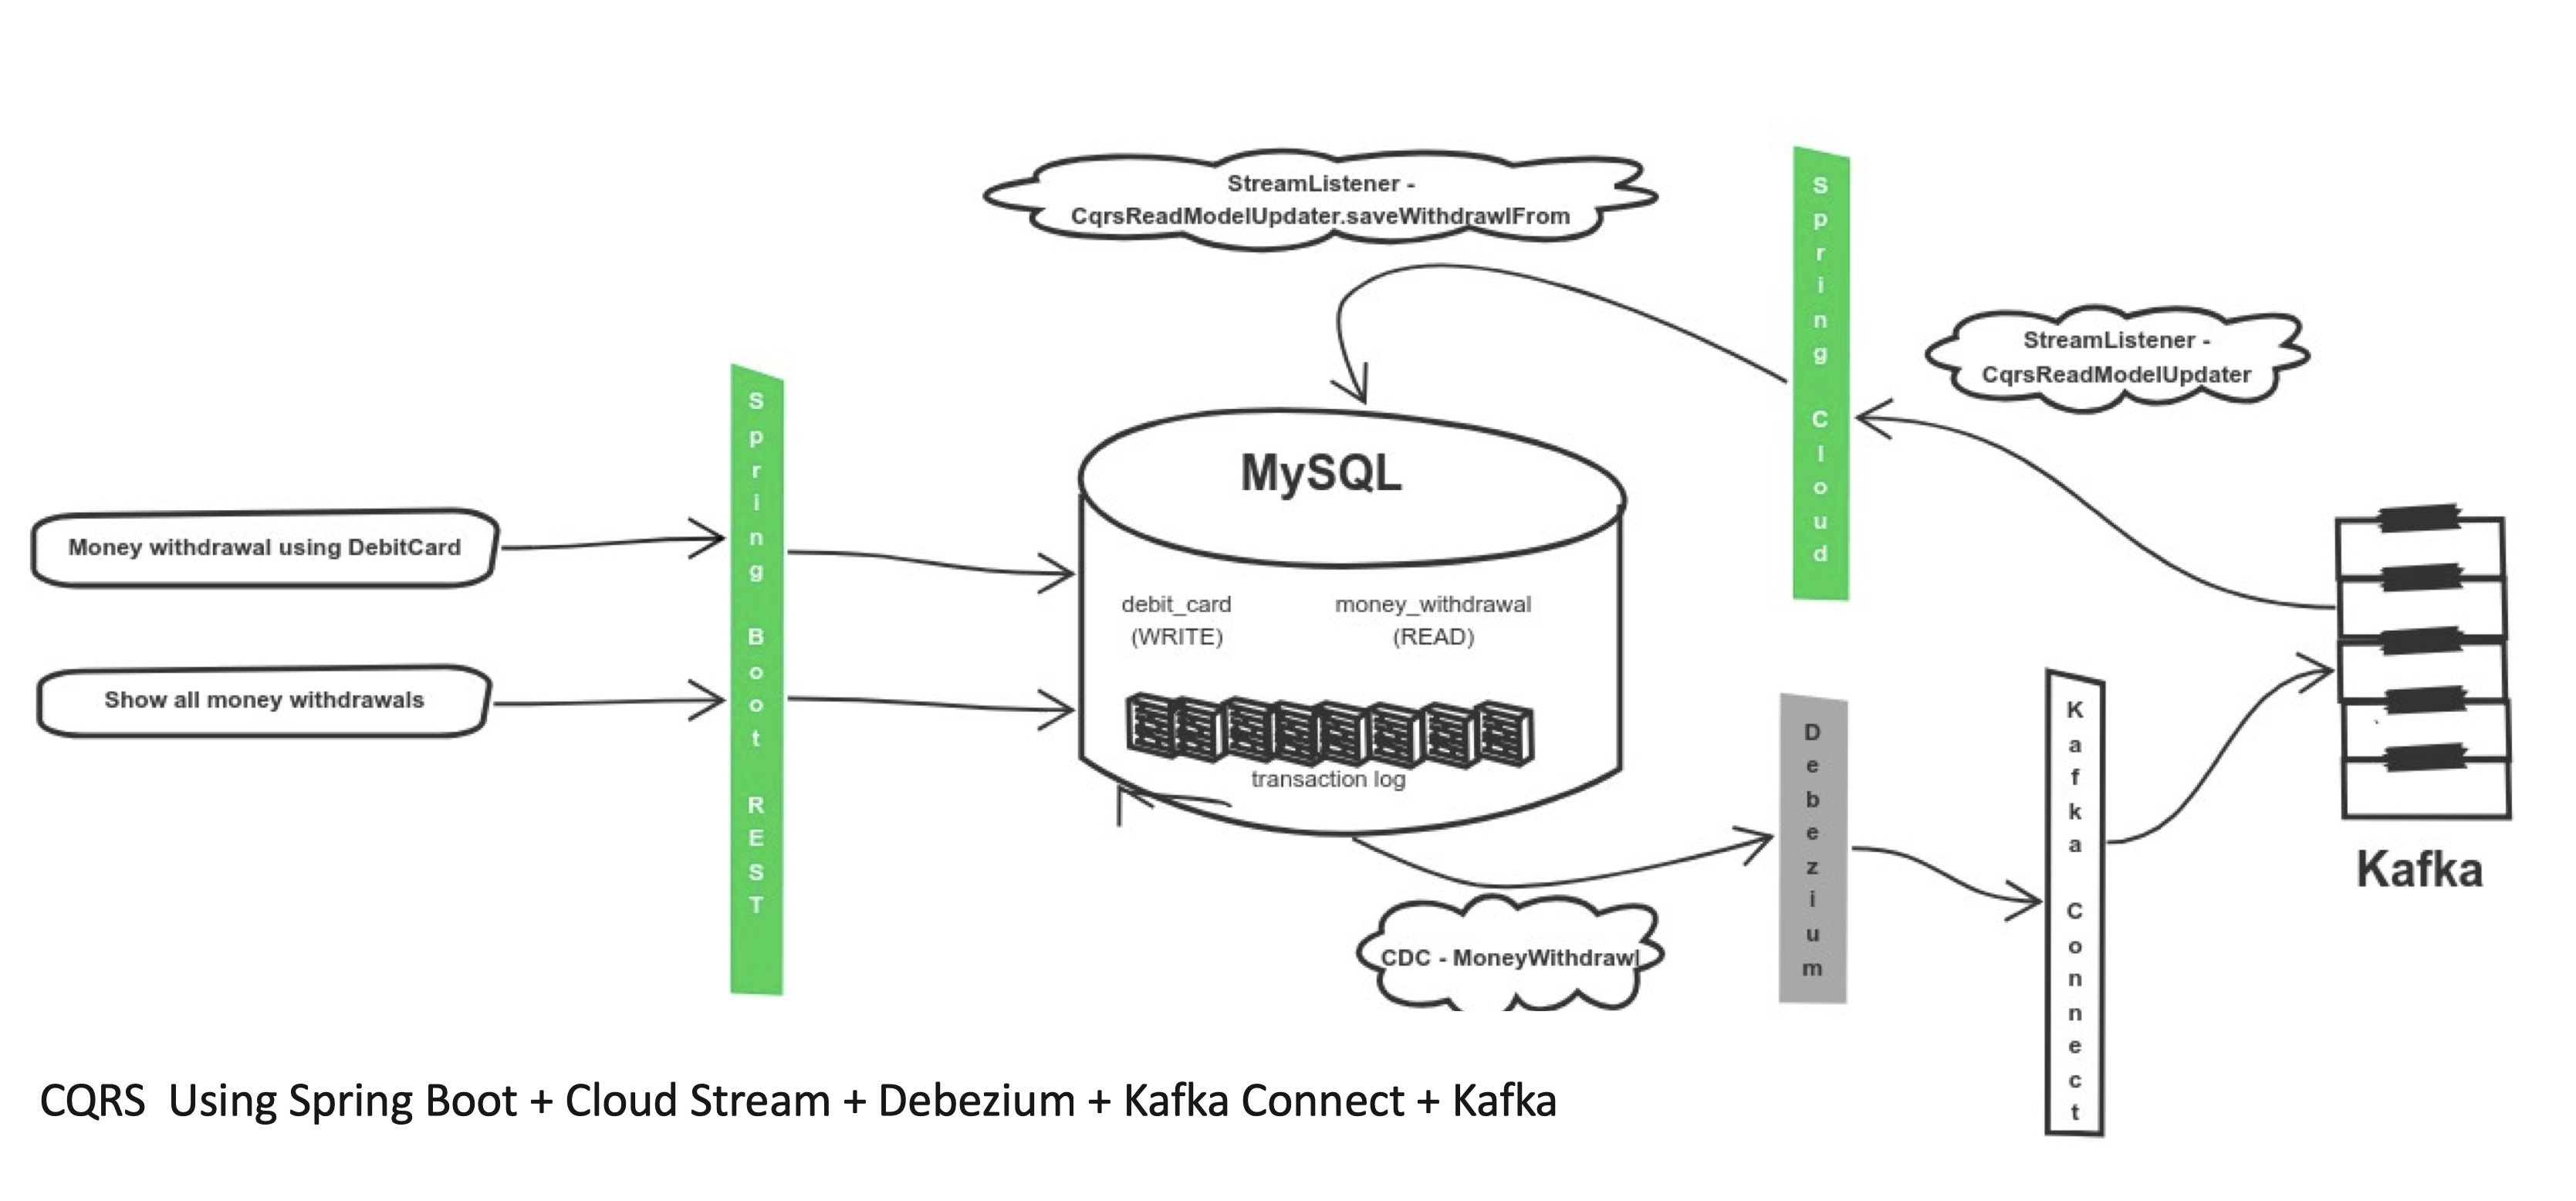 StreamListener -
CqrsReadModelUpdater.saveWithdrawlFrom
Spring Cloud
StreamListener -
CqrsReadModelUpdater
Spring Boot REST
MySQL
Money withdrawal using DebitCard
debit_card
(WRITE)
money_withdrawal
(READ)
Show all money withdrawals
transaction log
Debezium
Kafka Connect
Kafka
CDC - MoneyWithdrawl
CQRS  Using Spring Boot + Cloud Stream + Debezium + Kafka Connect + Kafka